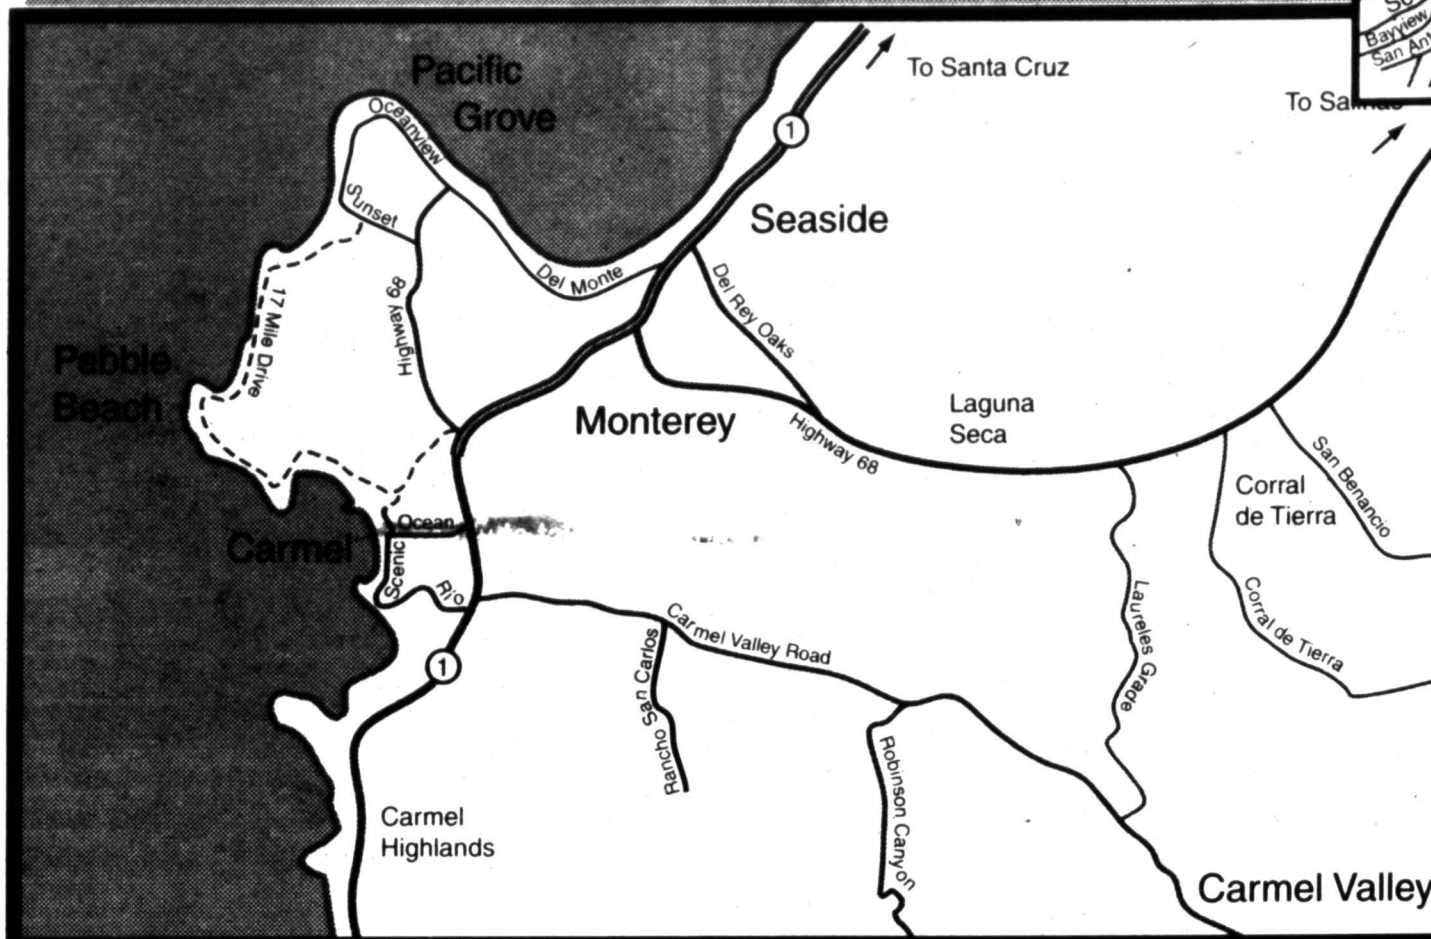 Pacific
Grove
To Santa Cruz
Bayview
San An
To Salinas
1
Oceanview
Sunset
Seaside
Del Monte
Del Rey Oaks
17 Mile Drive
Highway 68
Pebble
Beach
Monterey
Highway 68
Laguna
Seca
San Benancio
Corral
de Tierra
Ocean
Carmel
Scenic
Rio
Carmel Valley Road
Laureles Grade
Corral de Tierra
1
Rancho San Carlos
Robinson Canyon
Carmel
Highlands
Carmel Valley